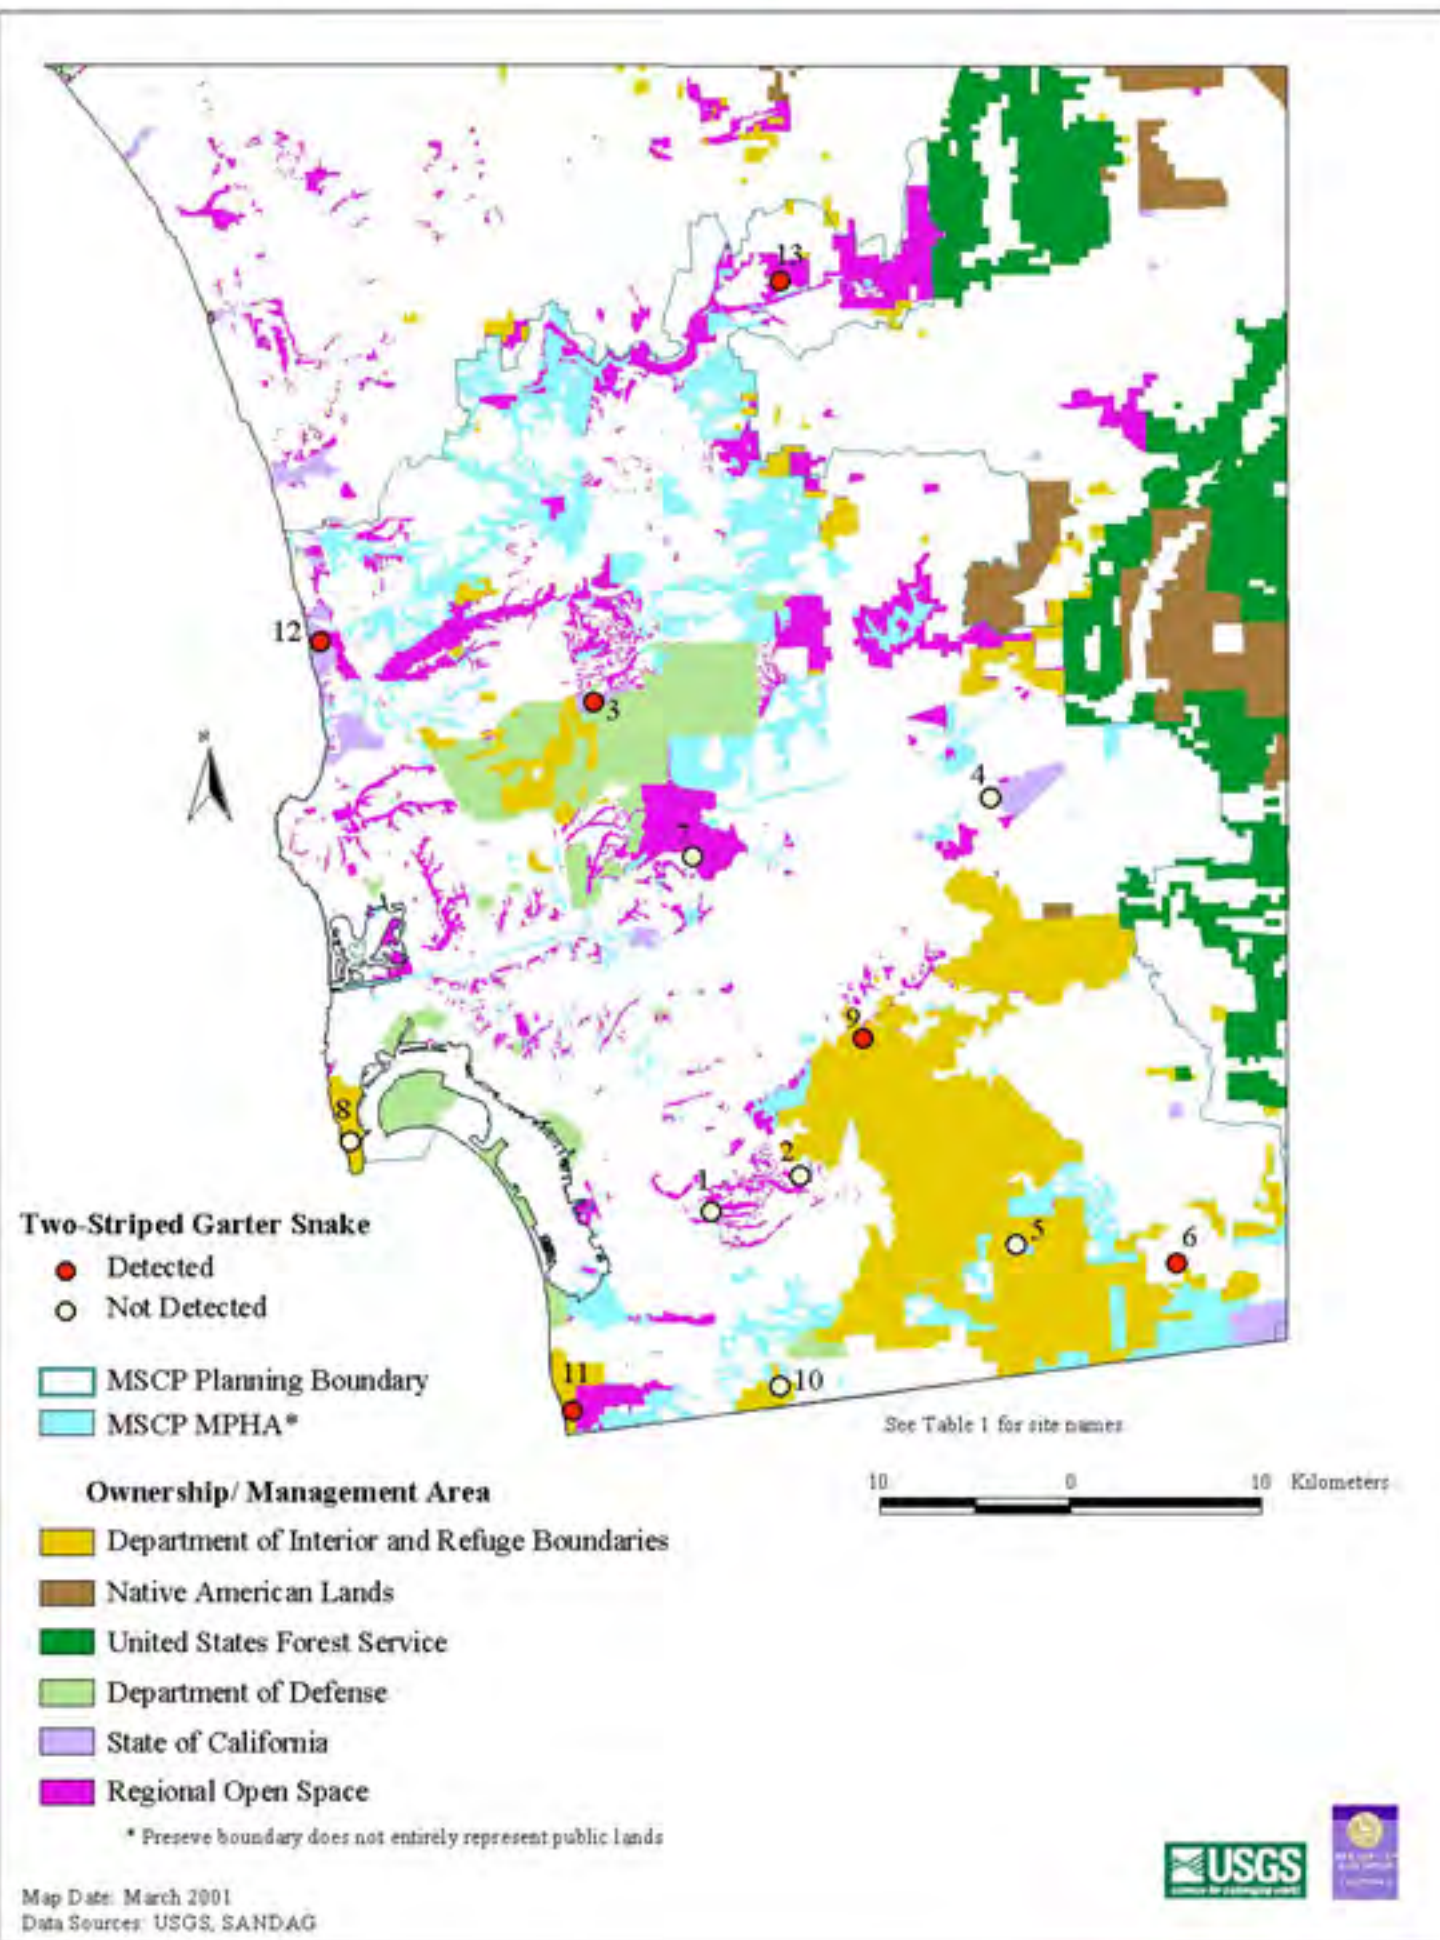 13
12
3
4
7
9
8
2
1
5
6
11
10
Two-Striped Garter Snake
Detected
Not Detected
MSCP Planning Boundary
MSCP MPHA*
See Table 1 for site names
10 0 10 Kilometers
Ownership/ Management Area
Department of Interior and Refuge Boundaries
Native American Lands
United States Forest Service
Department of Defense
State of California
Regional Open Space
* Preseve boundary does not entirely represent public lands
USGS
science for a changing world
Map Date: March 2001
Data Sources: USGS, SANDAG